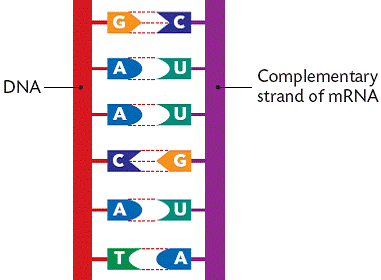 G C
A U
DNA
Complementary
strand of mRNA
A U
C G
A U
T A